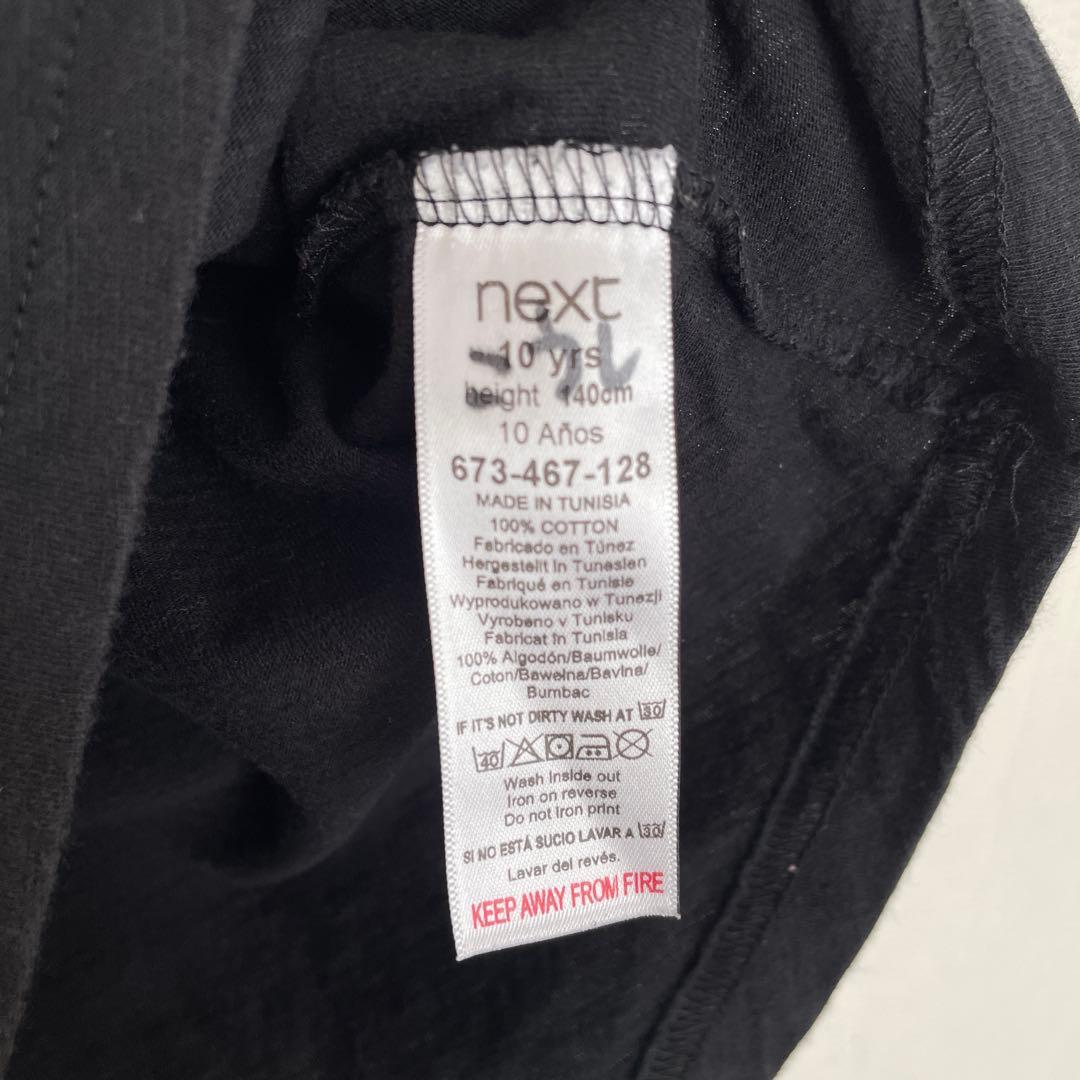 next
10 yrs
height 140cm
10 Años
673-467-128
MADE IN TUNISIA
100% COTTON
Fabricado en Túnez
Hergestellt in Tunesien
Fabriqué en Tunisie
Wyprodukowano w Tunezji
Vyrobeno v Tunisku
Fabricat în Tunisia
100% Algodón/Baumwolle/
Coton/Bawełna/Bavlna/
Bumbac
IF IT'S NOT DIRTY WASH AT 30
40
Wash inside out
Iron on reverse
Do not iron print
SI NO ESTÁ SUCIO LAVAR A 30
Lavar del revés.
KEEP AWAY FROM FIRE